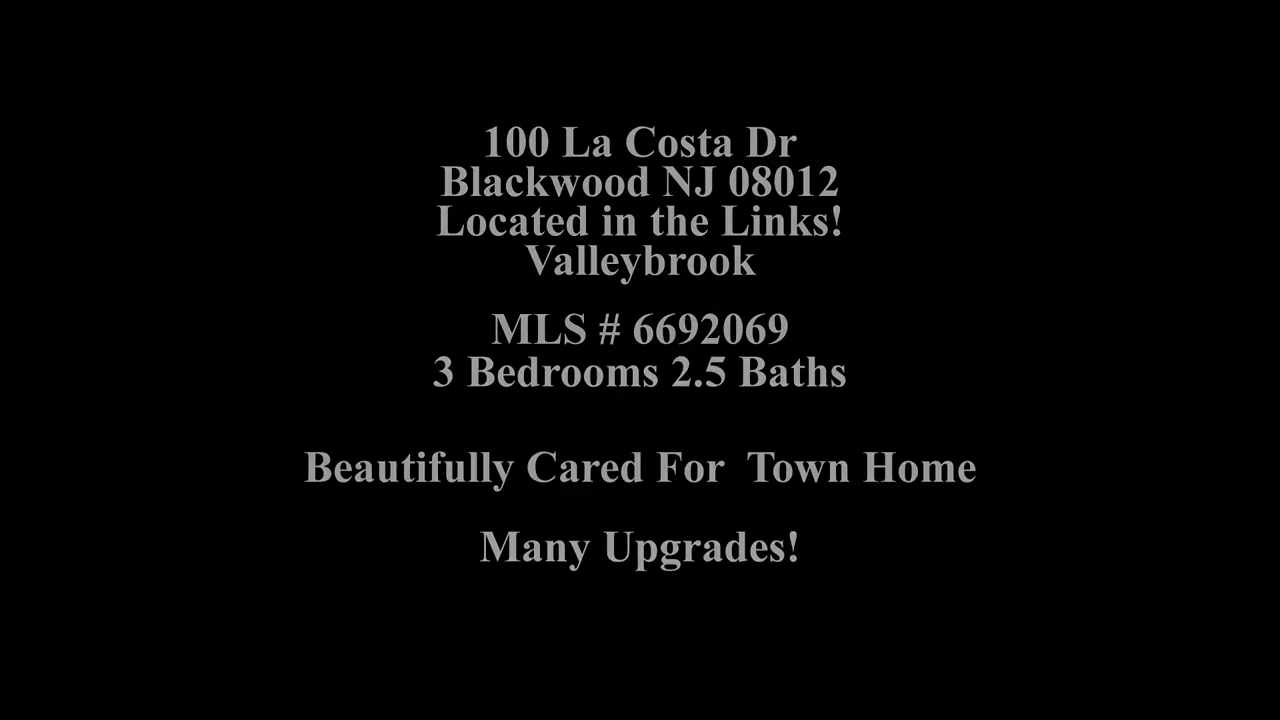 100 La Costa Dr
Blackwood NJ 08012
Located in the Links!
Valleybrook
MLS # 6692069
3 Bedrooms 2.5 Baths
Beautifully Cared For  Town Home
Many Upgrades!